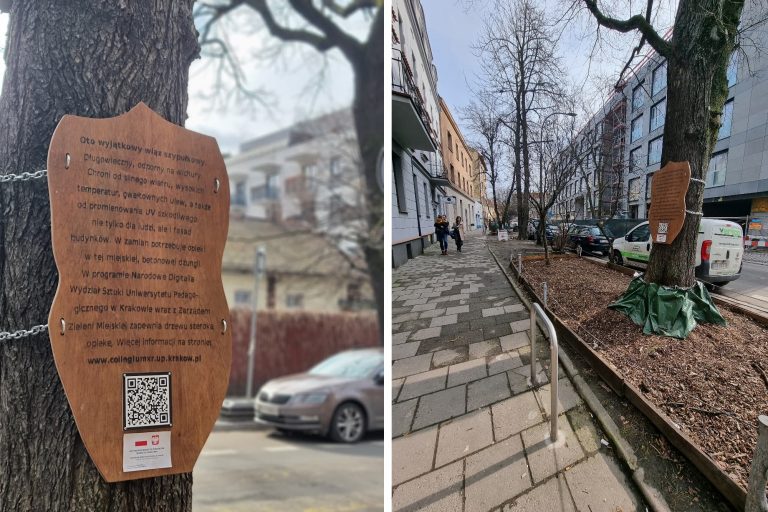 Oto wyjątkowy wiąz szypułkowy.
Długowieczny, odporny na wichury.
Chroni od silnego wiatru, wysokich
temperatur, gwałtownych ulew, a także
od promieniowania UV szkodliwego
nie tylko dla ludzi, ale i fasad
budynków. W zamian potrzebuje opieki
w tej miejskiej, betonowej dżungli.
W programie Narodowe Digitalia
Wydział Sztuki Uniwersytetu Pedago-
gicznego w Krakowie wraz z Zarządem
Zieleni Miejskiej zapewnia drzewu szeroką
opiekę. Więcej informacji na stronie:
www.collegiumxr.up.krakow.pl